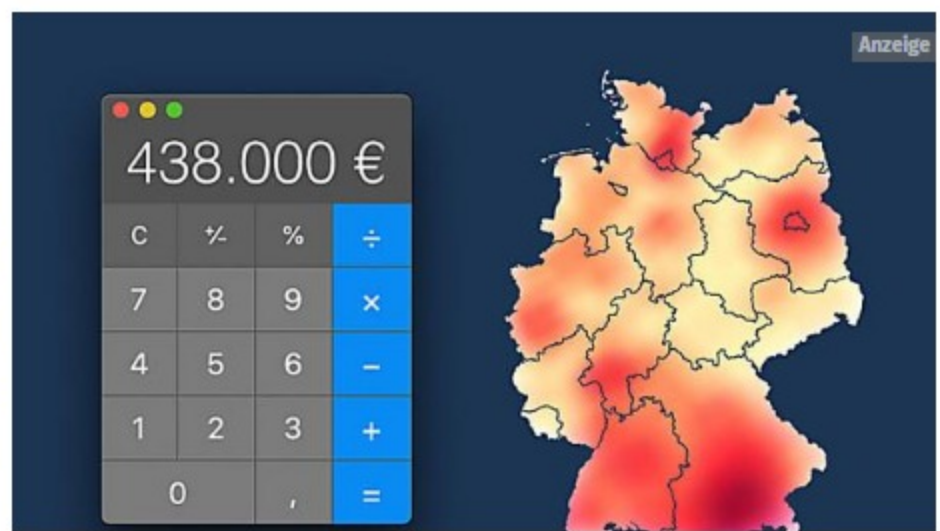 Anzeige
438.000 €
C +/- % ÷
7 8 9 ×
4 5 6 −
1 2 3 +
0 , =